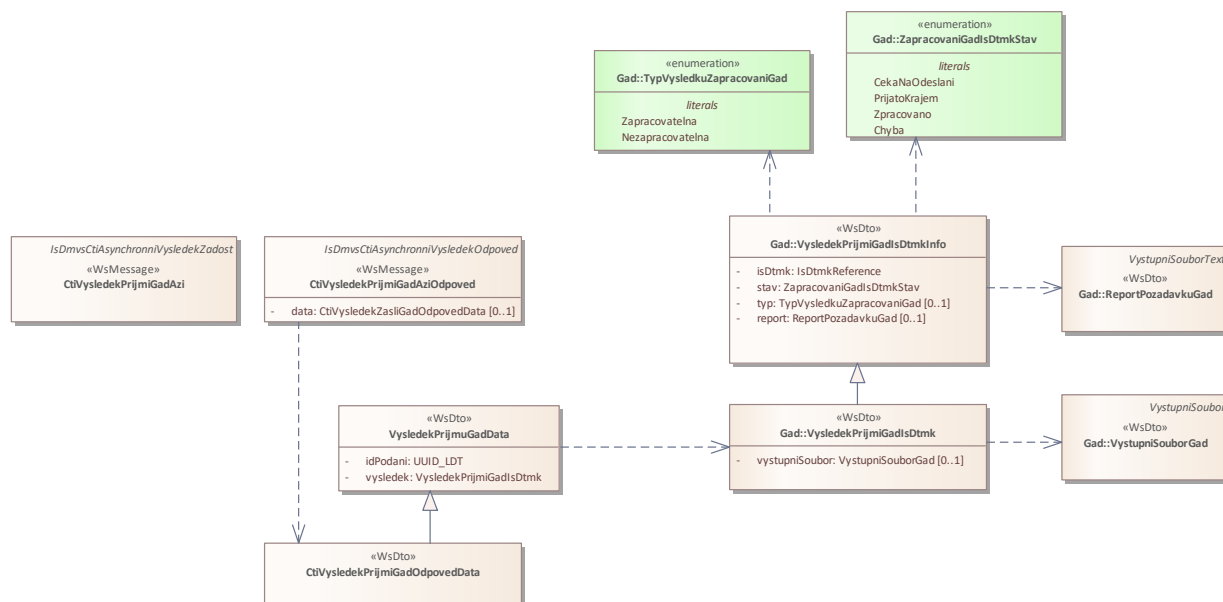 «enumeration»
Gad::TypVysledkuZapracovaniGad
literals
Zapracovatelna
Nezapracovatelna
«enumeration»
Gad::ZapracovaniGadIsDtmkStav
literals
CekaNaOdeslani
PrijatoKrajem
Zpracovano
Chyba
IsDmvsCtiAsynchronniVysledekZadost
«WsMessage»
CtiVysledekPrijmiGadAzi
IsDmvsCtiAsynchronniVysledekOdpoved
«WsMessage»
CtiVysledekPrijmiGadAziOdpoved
- data: CtiVysledekZasliGadOdpovedData [0..1]
«WsDto»
Gad::VysledekPrijmiGadIsDtmkInfo
- isDtmk: IsDtmkReference
- stav: ZapracovaniGadIsDtmkStav
- typ: TypVysledkuZapracovaniGad [0..1]
- report: ReportPozadavkuGad [0..1]
VystupniSouborText
«WsDto»
Gad::ReportPozadavkuGad
«WsDto»
VysledekPrijmuGadData
- idPodani: UUID_LDT
- vysledek: VysledekPrijmiGadIsDtmk
«WsDto»
Gad::VysledekPrijmiGadIsDtmk
- vystupniSoubor: VystupniSouborGad [0..1]
VystupniSoubor
«WsDto»
Gad::VystupniSouborGad
«WsDto»
CtiVysledekPrijmiGadOdpovedData